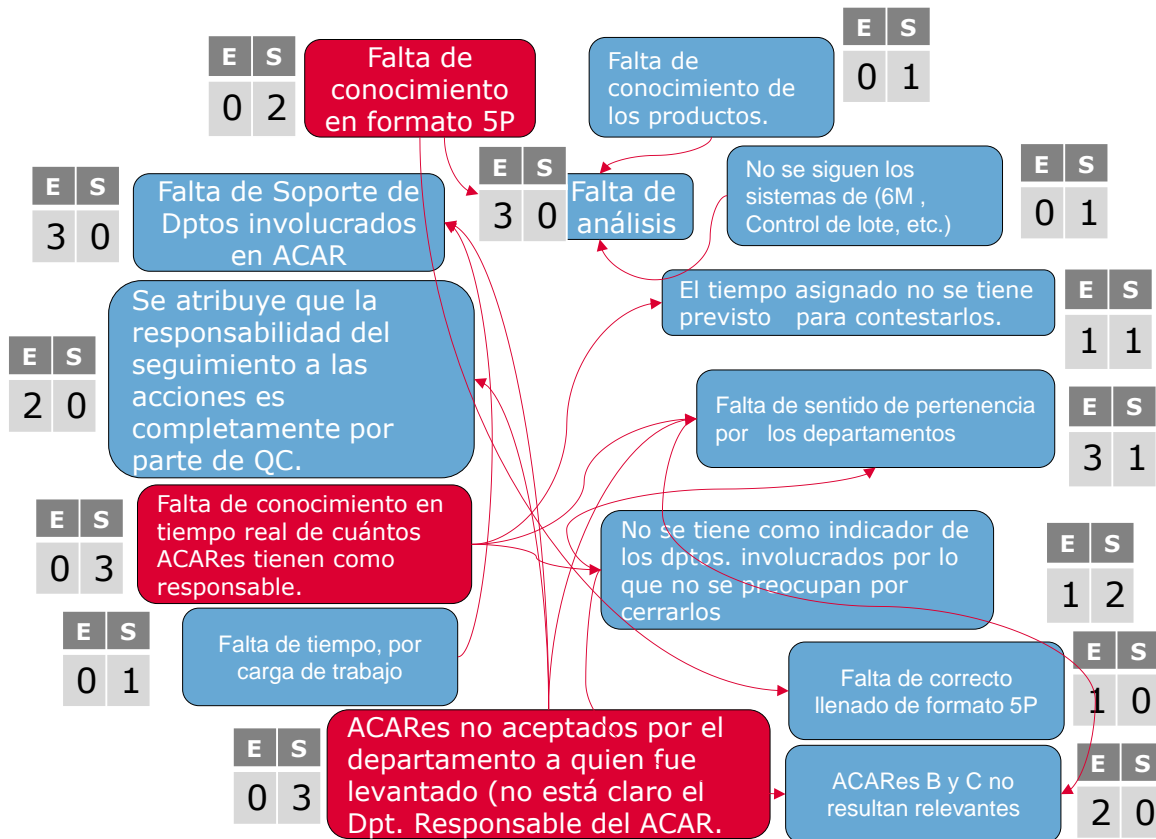 E S
0 2
Falta de
conocimiento
en formato 5P
Falta de
conocimiento de
los productos.
E S
0 1
E S
3 0
Falta de Soporte de
Dptos involucrados
en ACAR
E S
3 0
Falta de
análisis
No se siguen los
sistemas de (6M ,
Control de lote, etc.)
E S
0 1
E S
2 0
Se atribuye que la
responsabilidad del
seguimiento a las
acciones es
completamente por
parte de QC.
El tiempo asignado no se tiene
previsto para contestarlos.
E S
1 1
Falta de sentido de pertenencia
por los departamentos
E S
3 1
E S
0 3
Falta de conocimiento en
tiempo real de cuántos
ACARes tienen como
responsable.
No se tiene como indicador de
los dptos. involucrados por lo
que no se preocupan por
cerrarlos
E S
1 2
E S
0 1
Falta de tiempo, por
carga de trabajo
Falta de correcto
llenado de formato 5P
E S
1 0
E S
0 3
ACARes no aceptados por el
departamento a quien fue
levantado (no está claro el
Dpt. Responsable del ACAR.
ACARes B y C no
resultan relevantes
E S
2 0